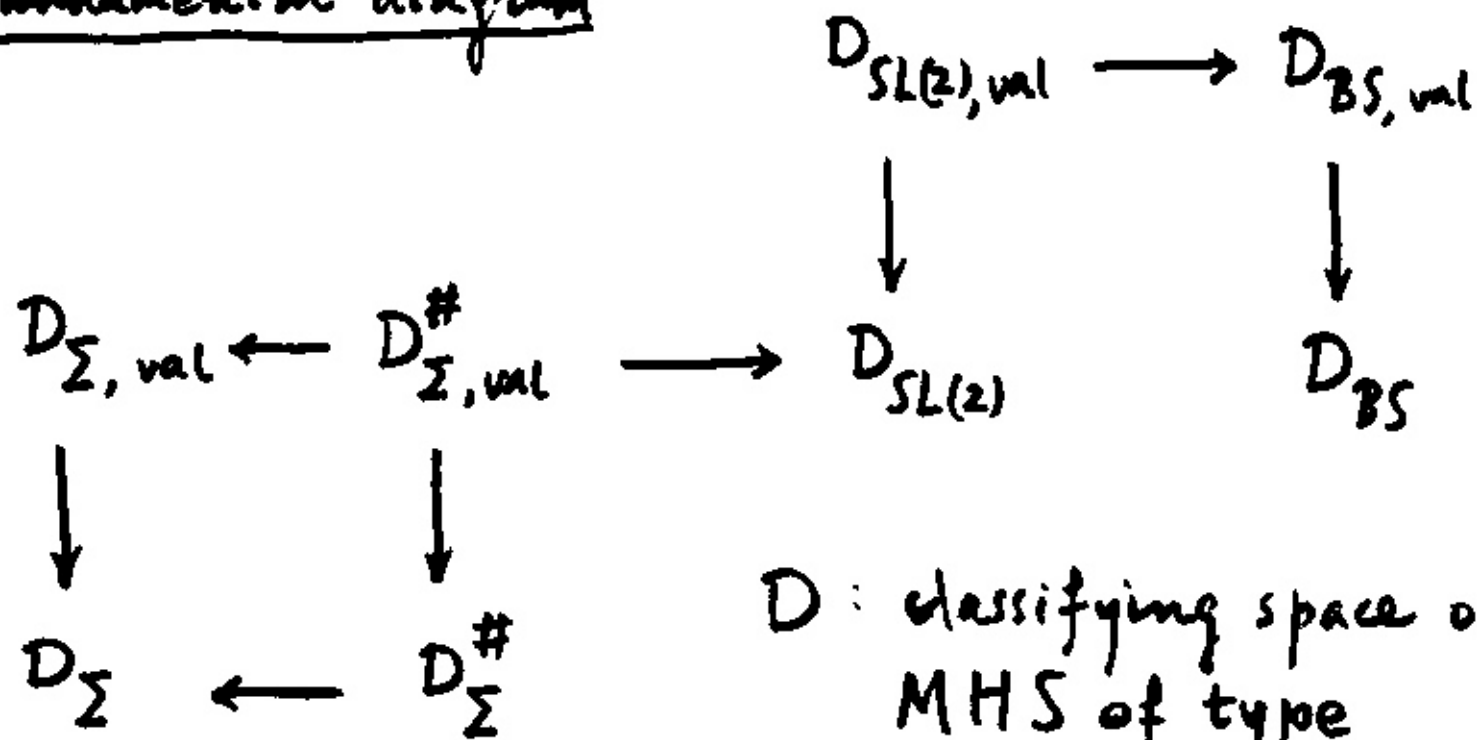 diagram
D_{SL(2), val} → D_{BS, val}
↓ ↓
D_{Σ, val} ← D^#_{Σ, val} → D_{SL(2)} D_{BS}
↓ ↓
D_Σ ← D^#_Σ
D : classifying space
MHS of type